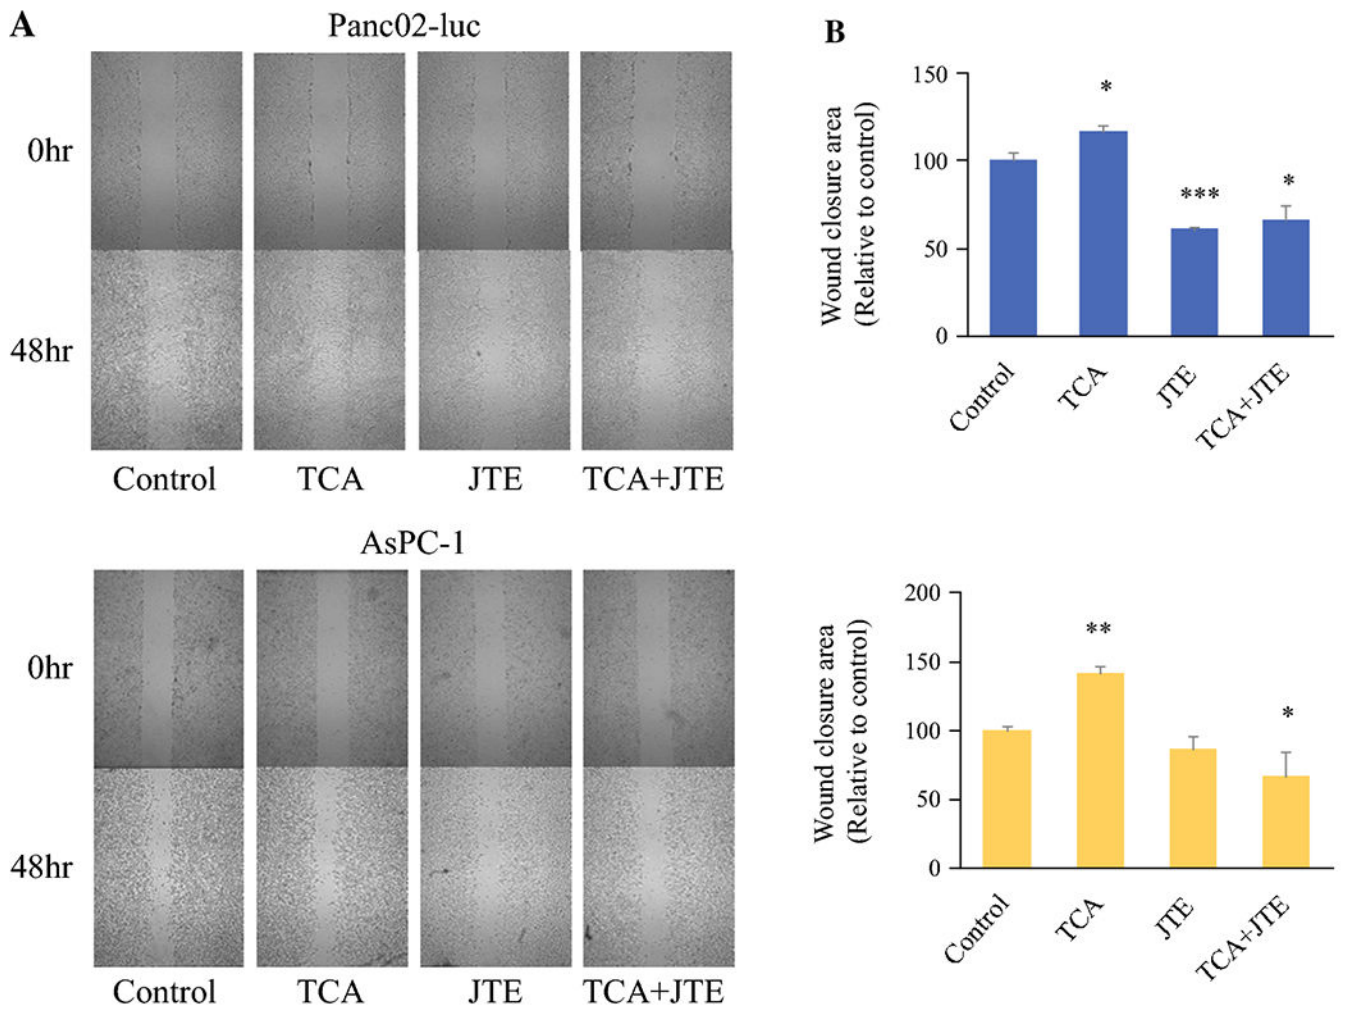 A
Panc02-luc
0hr
48hr
Control TCA JTE TCA+JTE
AsPC-1
0hr
48hr
Control TCA JTE TCA+JTE
B
Wound closure area
(Relative to control)
150
100
50
0
*
***
*
Control TCA JTE TCA+JTE
Wound closure area
(Relative to control)
200
150
100
50
0
**
*
Control TCA JTE TCA+JTE